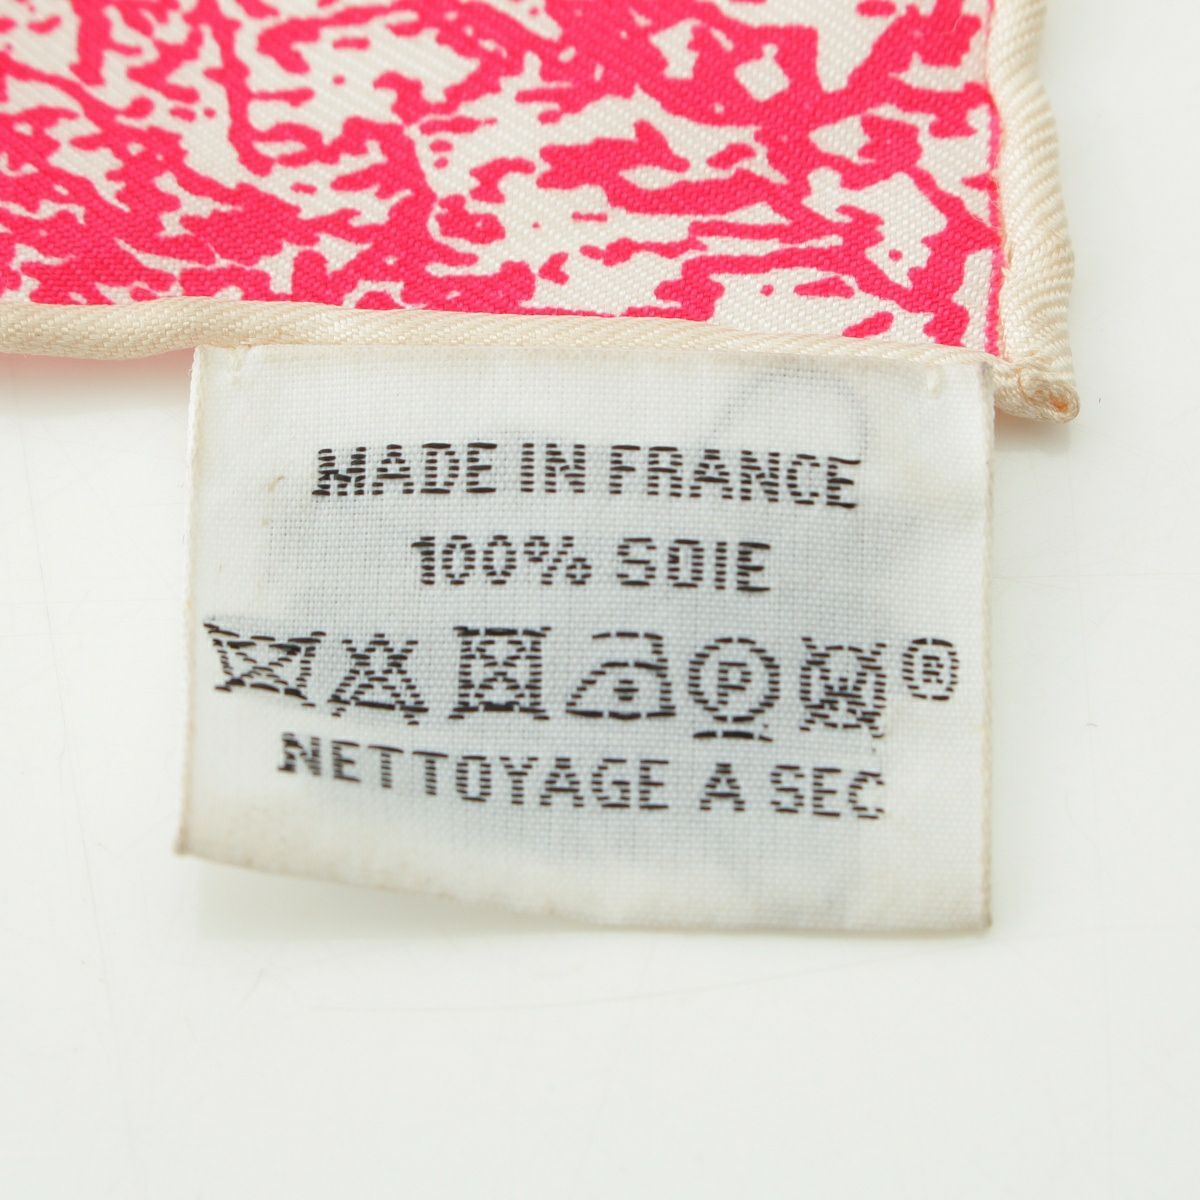 MADE IN FRANCE
100% SOIE
P W ®
NETTOYAGE A SEC